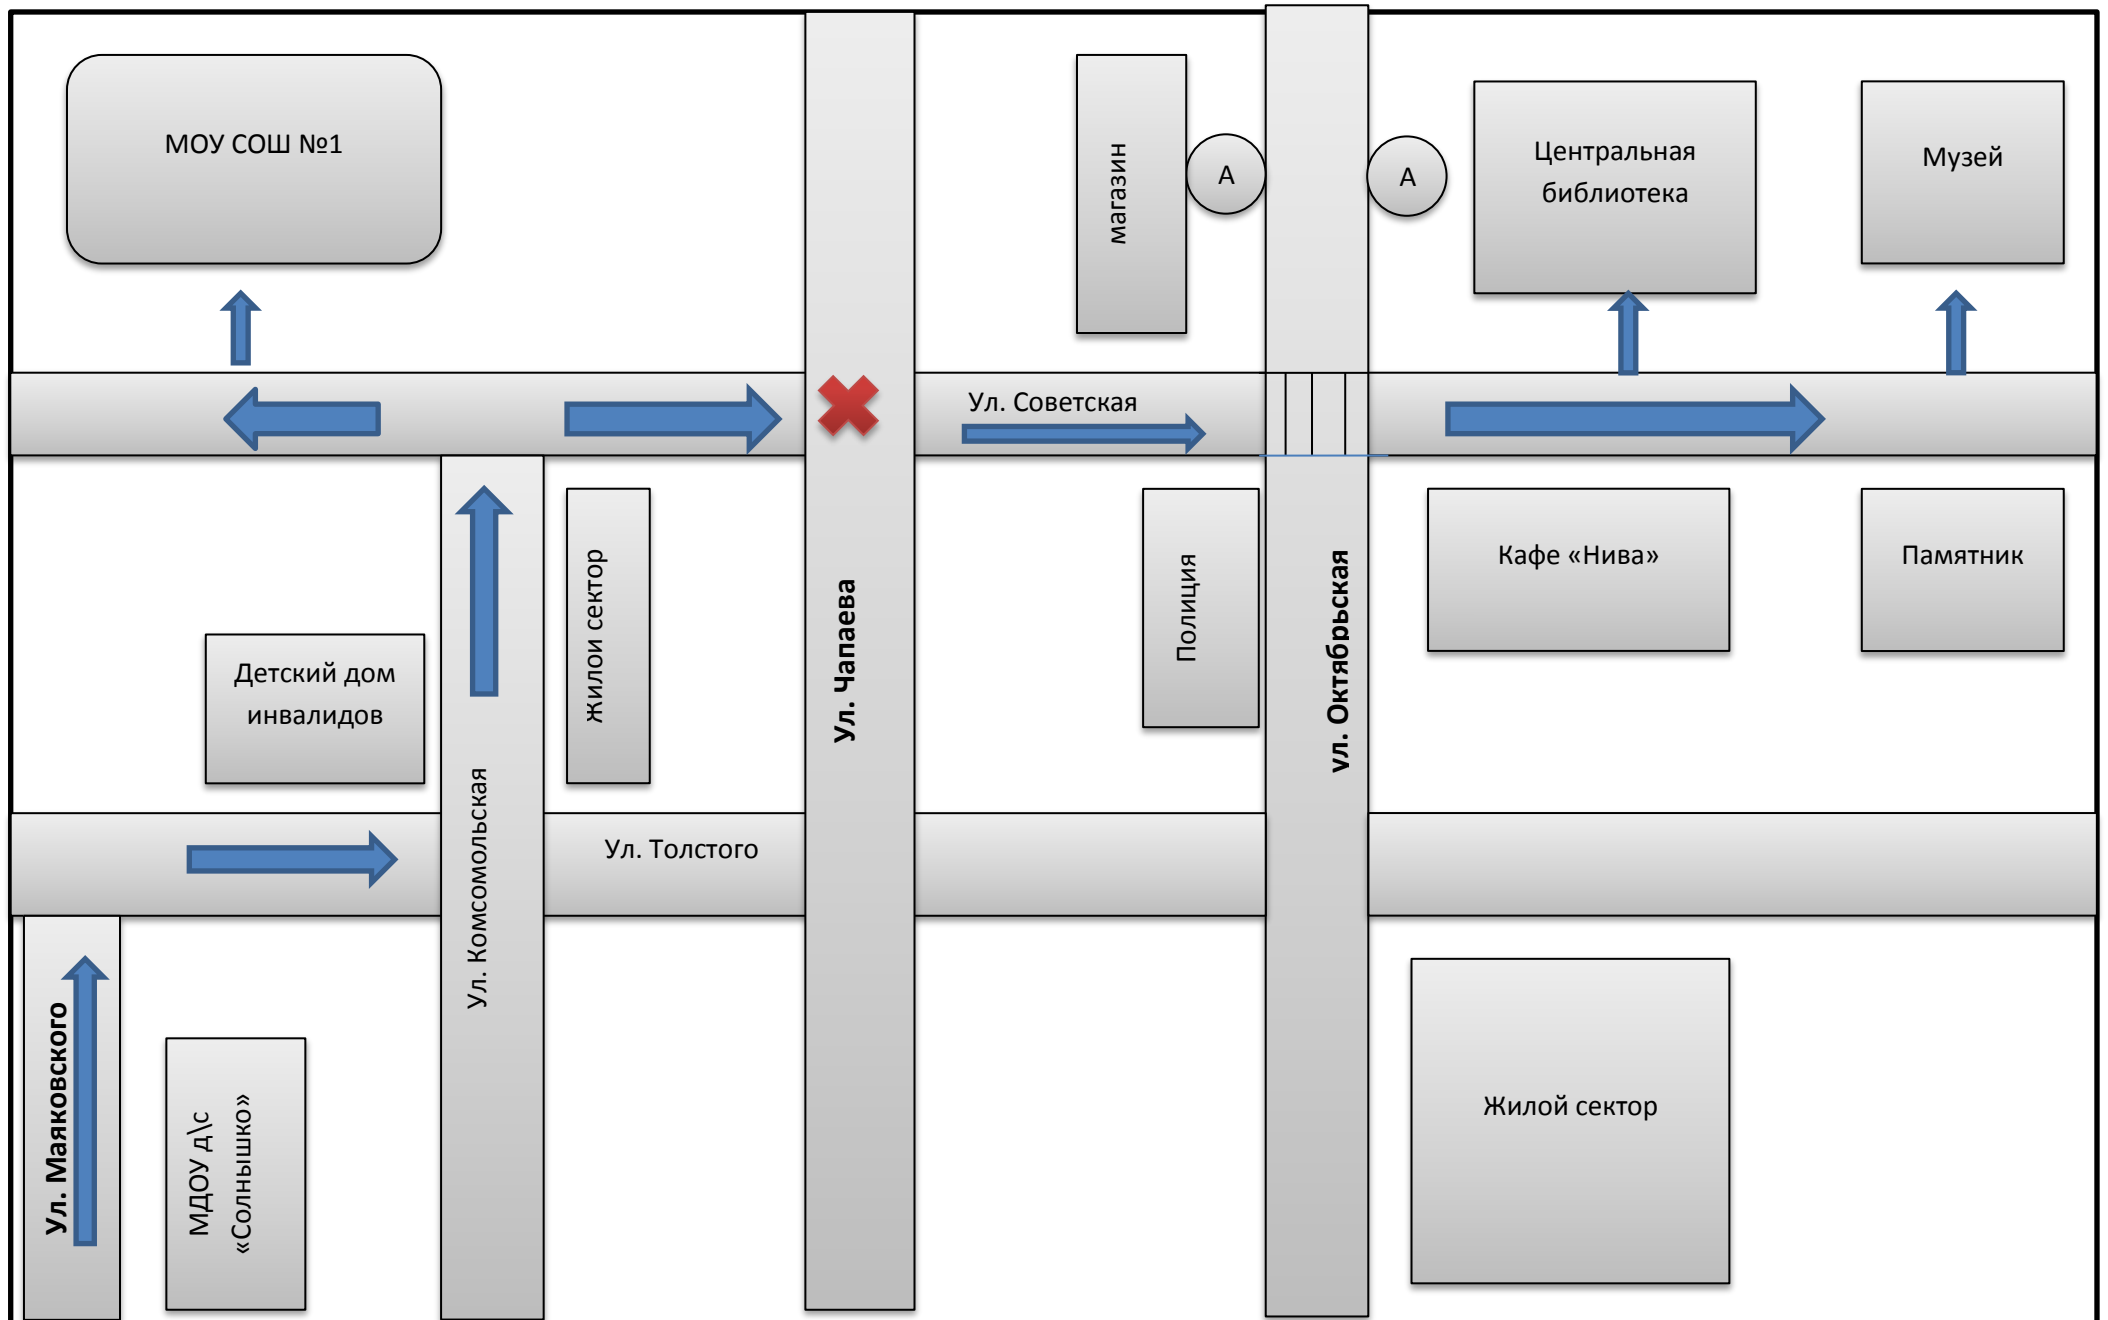 МОУ СОШ №1
магазин
А
А
Центральная
библиотека
Музей
Ул. Советская
Детский дом
инвалидов
жилои сектор
Ул. Чапаева
Полиция
ул. Октябрьская
Кафе «Нива»
Памятник
Ул. Комсомольская
Ул. Толстого
Ул. Маяковского
МДОУ д\с
«Солнышко»
Жилой сектор